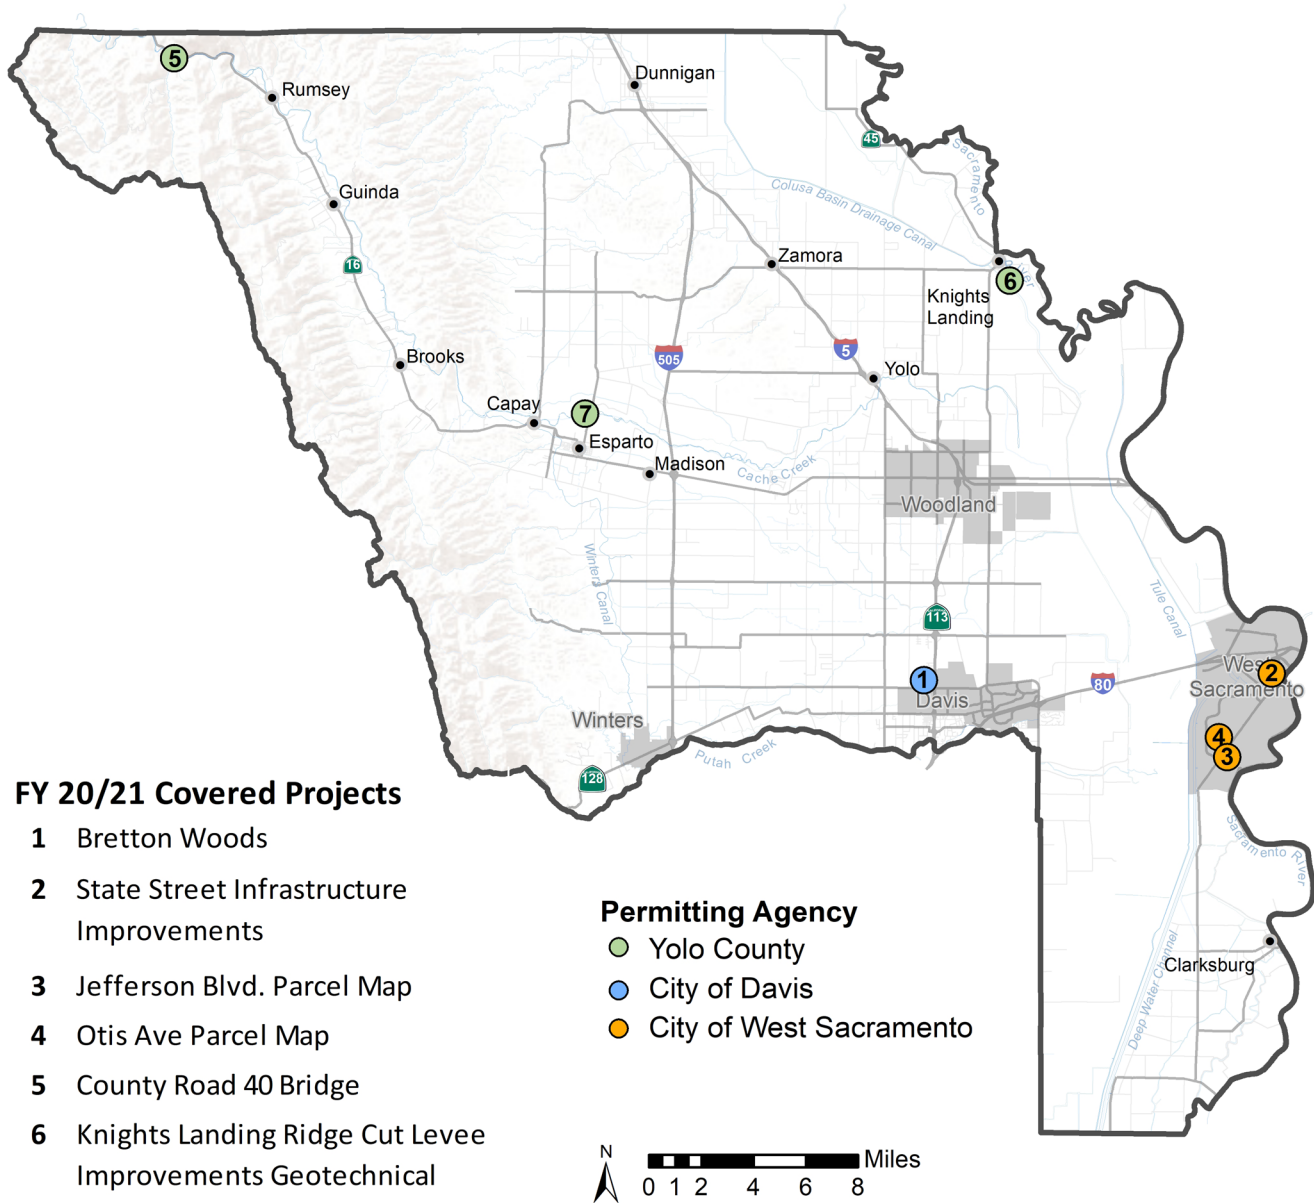 5
Rumsey
Dunnigan
45
Sacramento
River
Guinda
Colusa Basin Drainage Canal
16
Zamora
6
Knights
Landing
Brooks
505
5
Yolo
Capay
7
Esparto
Madison
Cache Creek
Woodland
Winters Canal
Tule Canal
113
West
Sacramento
2
80
1
Davis
Winters
4
3
Putah Creek
128
Sacramento River
Clarksburg
Deep Water Channel
FY 20/21 Covered Projects
1 Bretton Woods
2 State Street Infrastructure
Improvements
3 Jefferson Blvd. Parcel Map
4 Otis Ave Parcel Map
5 County Road 40 Bridge
6 Knights Landing Ridge Cut Levee
Improvements Geotechnical
Permitting Agency
Yolo County
City of Davis
City of West Sacramento
N
Miles
0 1 2 4 6 8